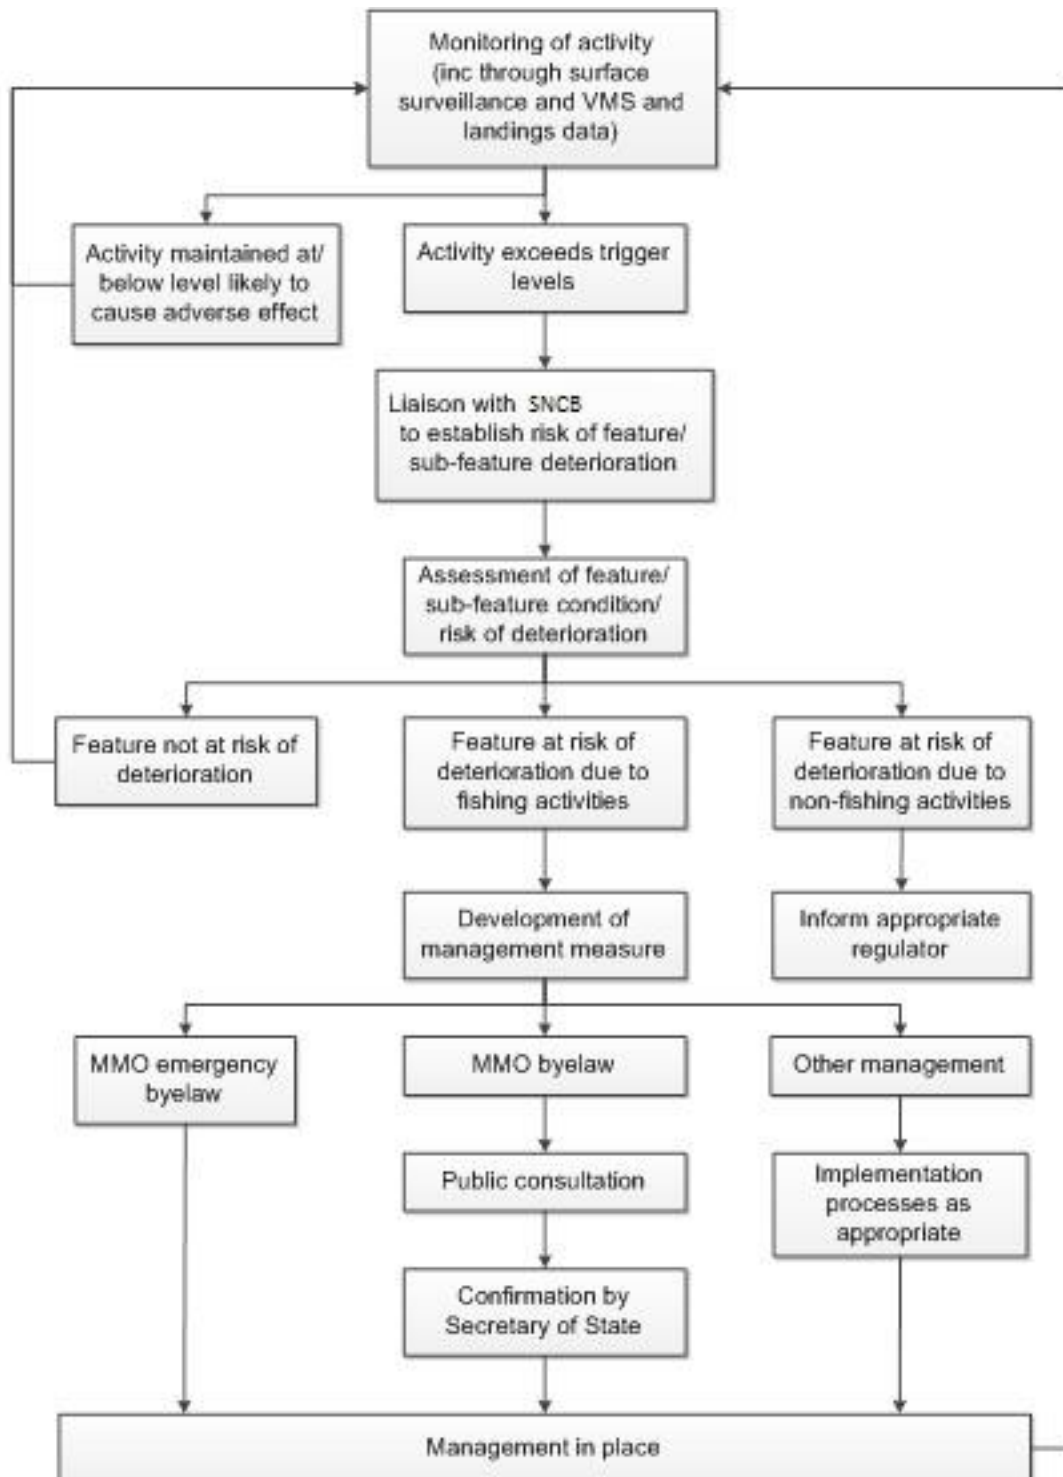 Monitoring of activity
(inc through surface
surveillance and VMS and
landings data)
Activity maintained at/
below level likely to
cause adverse effect
Activity exceeds trigger
levels
Liaison with SNCB
to establish risk of feature/
sub-feature deterioration
Assessment of feature/
sub-feature condition/
risk of deterioration
Feature not at risk of
deterioration
Feature at risk of
deterioration due to
fishing activities
Feature at risk of
deterioration due to
non-fishing activities
Development of
management measure
Inform appropriate
regulator
MMO emergency
byelaw
MMO byelaw
Other management
Public consultation
Implementation
processes as
appropriate
Confirmation by
Secretary of State
Management in place